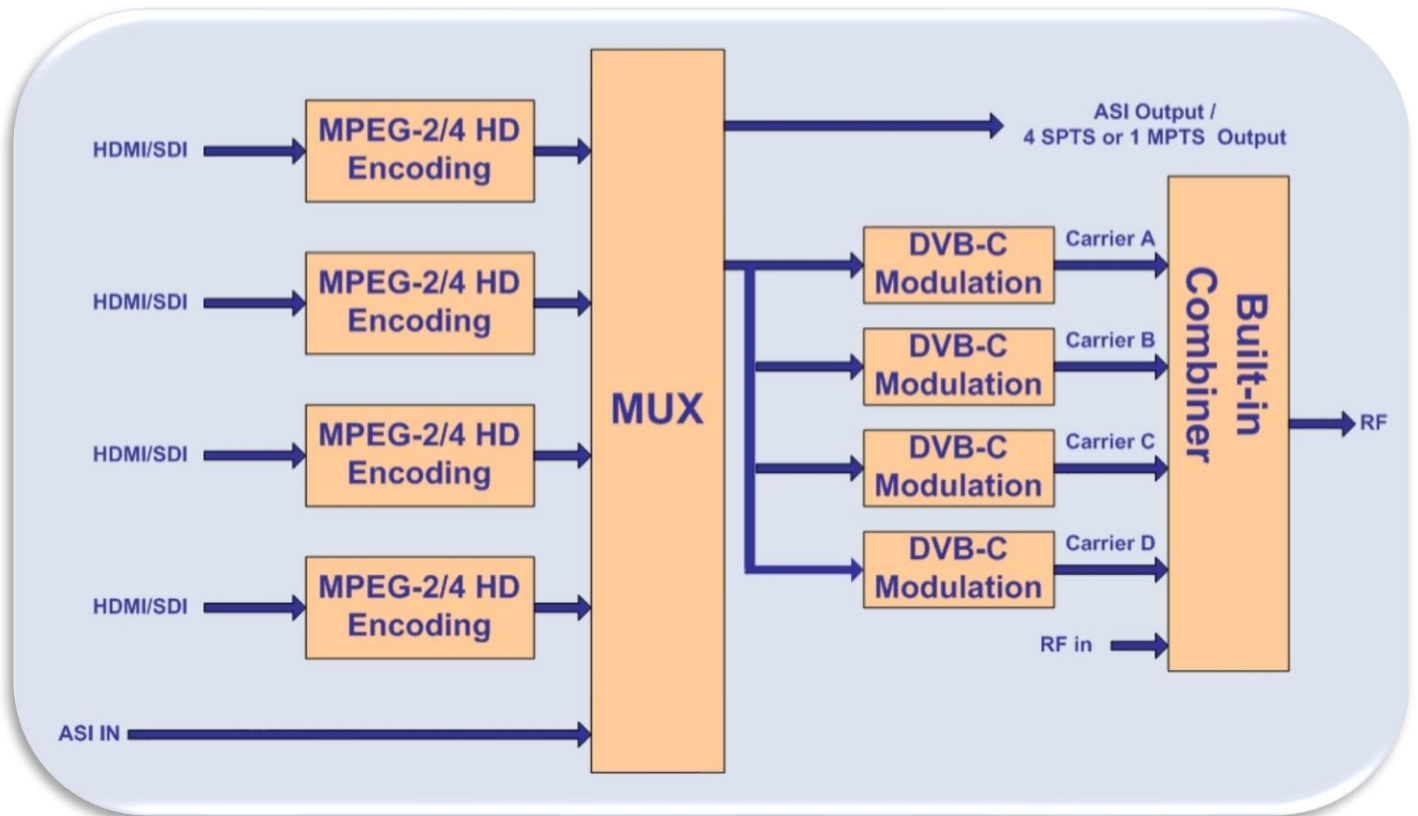 HDMI/SDI
MPEG-2/4 HD
Encoding
HDMI/SDI
MPEG-2/4 HD
Encoding
HDMI/SDI
MPEG-2/4 HD
Encoding
HDMI/SDI
MPEG-2/4 HD
Encoding
ASI IN
MUX
ASI Output /
4 SPTS or 1 MPTS Output
DVB-C
Modulation
Carrier A
DVB-C
Modulation
Carrier B
DVB-C
Modulation
Carrier C
DVB-C
Modulation
Carrier D
RF in
Built-in
Combiner
RF